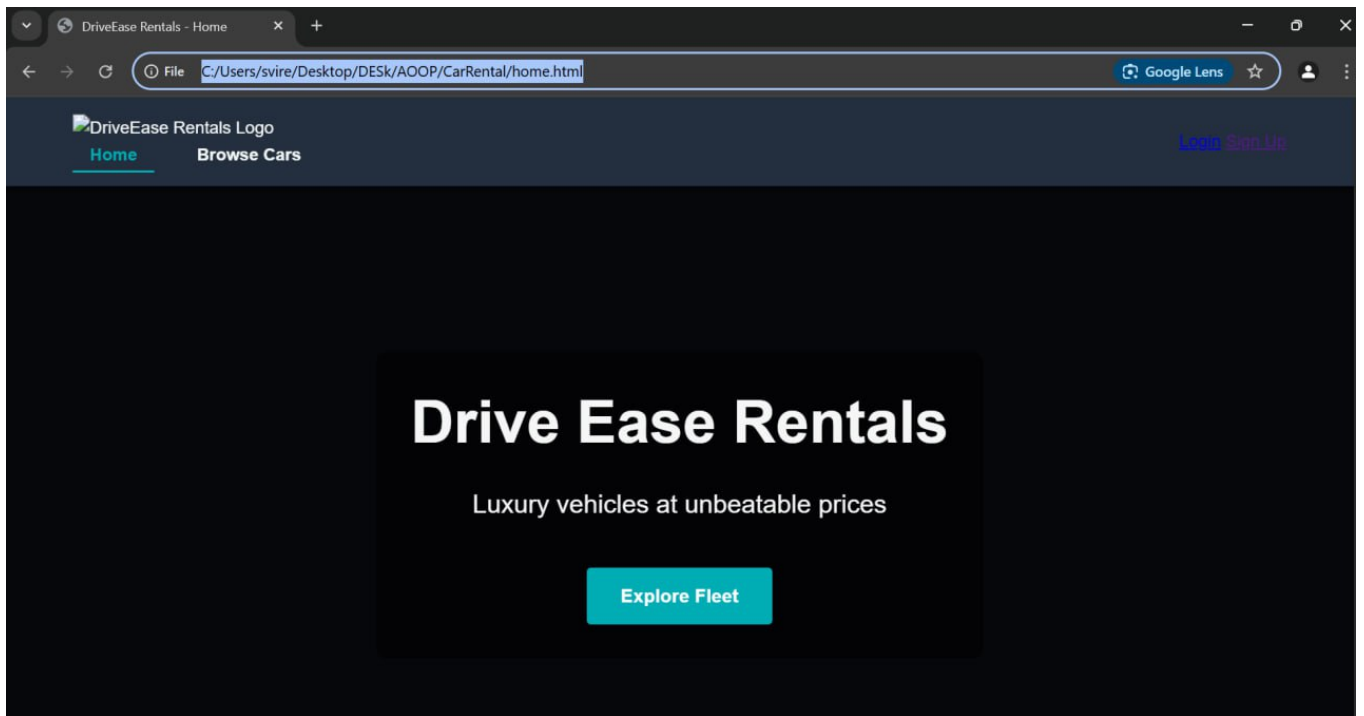 DriveEase Rentals - Home
File C:/Users/svire/Desktop/DESk/AOOP/CarRental/home.html Google Lens
DriveEase Rentals Logo
Home Browse Cars
Login Sign Up
Drive Ease Rentals
Luxury vehicles at unbeatable prices
Explore Fleet